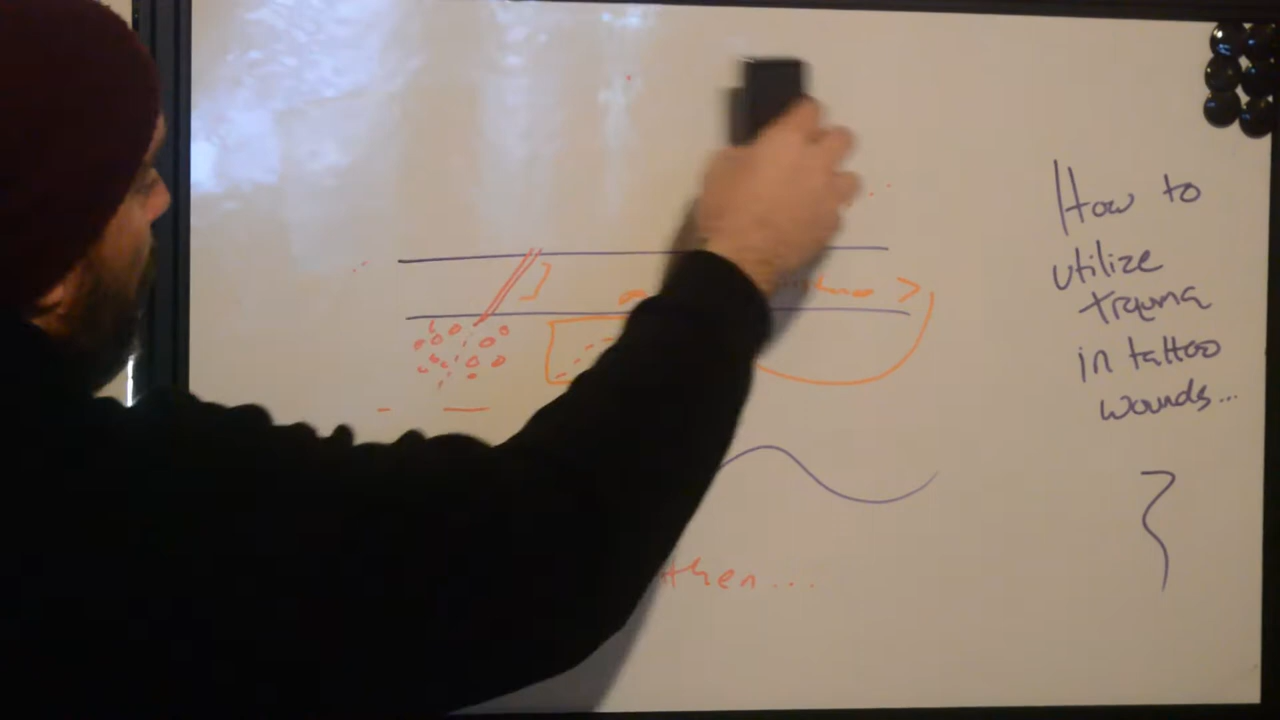 How to
utilize
trauma
in tattoo
wounds...
then...